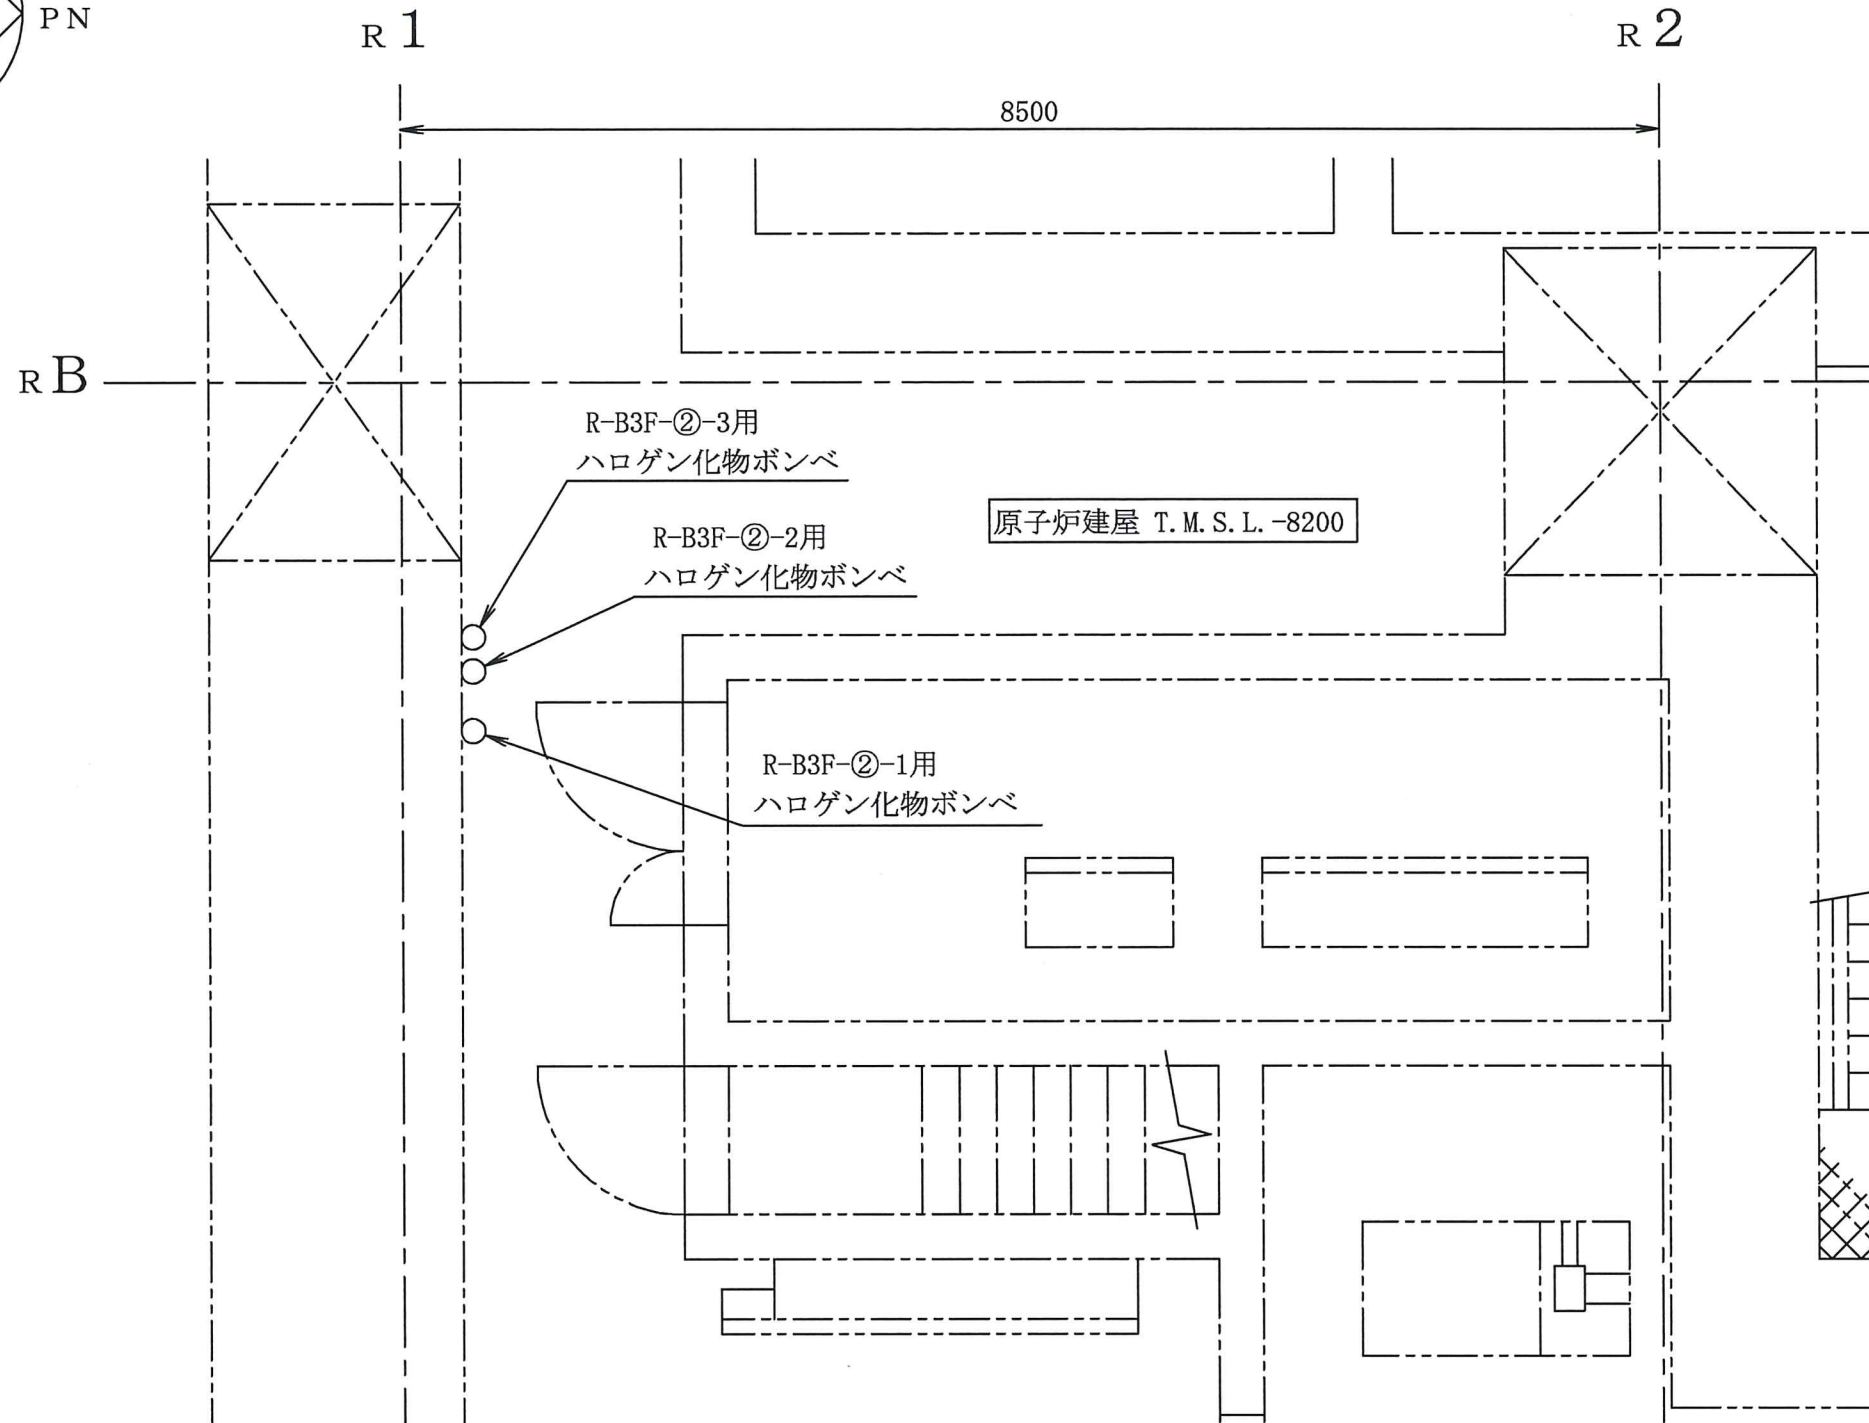 PN
R1
R2
8500
RB
R-B3F-②-3用
ハロゲン化物ボンベ
R-B3F-②-2用
ハロゲン化物ボンベ
原子炉建屋 T.M.S.L.-8200
R-B3F-②-1用
ハロゲン化物ボンベ